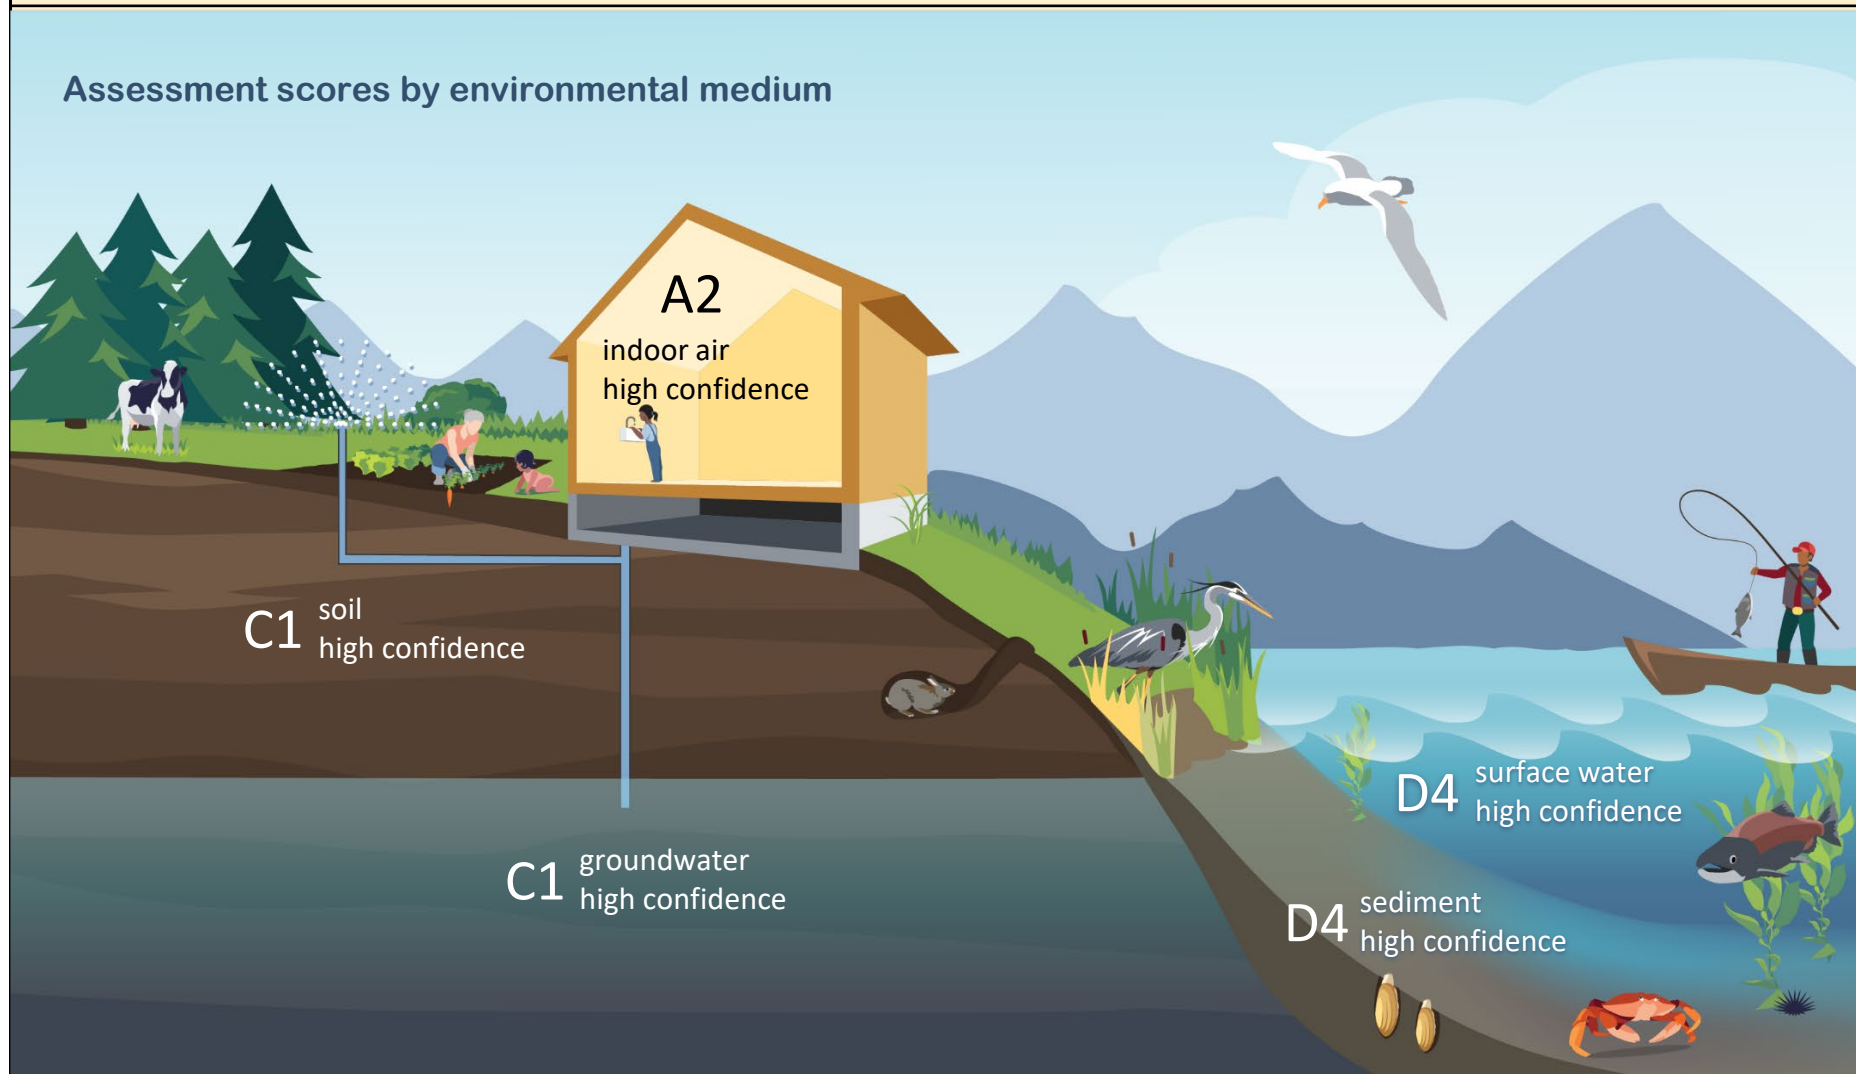 Assessment scores by environmental medium
A2
indoor air
high confidence
C1
soil
high confidence
C1
groundwater
high confidence
D4
surface water
high confidence
D4
sediment
high confidence